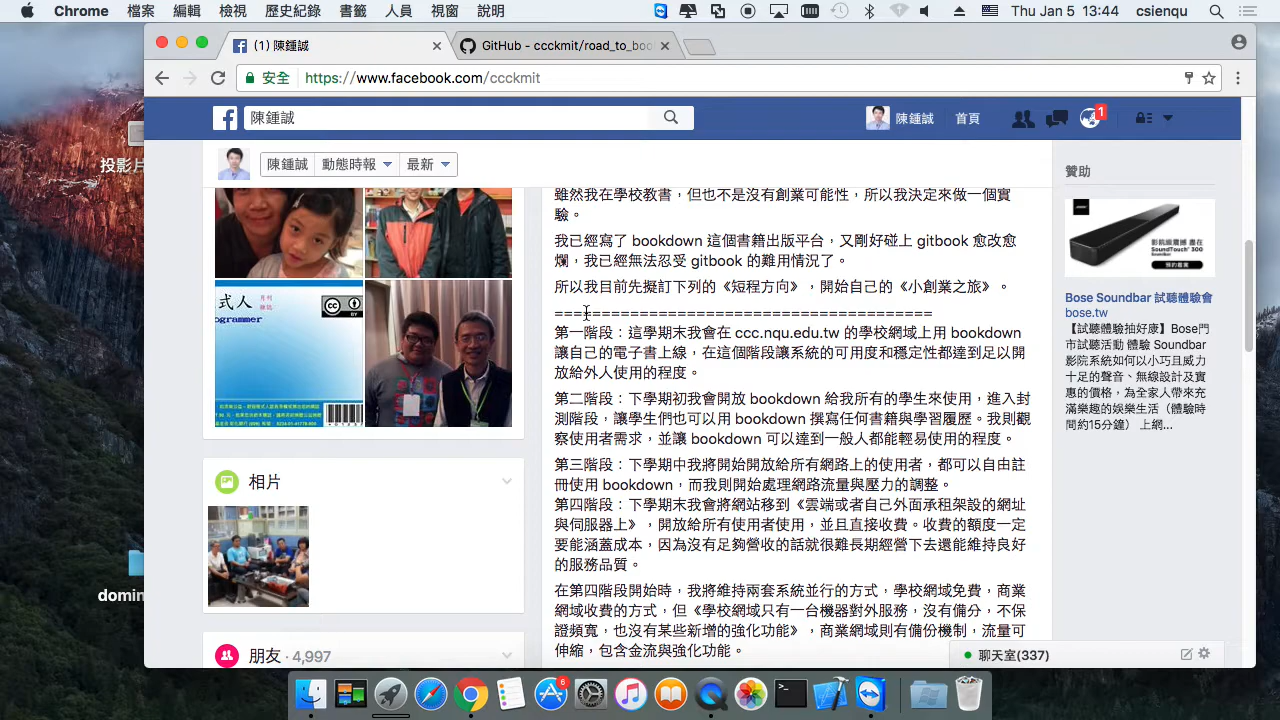 Chrome 檔案 編輯 檢視 歷史紀錄 書籤 人員 視窗 說明 Thu Jan 5 13:44 csienqu
(1) 陳鍾誠
GitHub - ccckmit/road_to_boo
安全 https://www.facebook.com/ccckmit
陳鍾誠
陳鍾誠 首頁 1
陳鍾誠 動態時報 最新
投影片
雖然我在學校教書，但也不是沒有創業可能性，所以我決定來做一個實
驗。
我已經寫了 bookdown 這個書籍出版平台，又剛好碰上 gitbook 愈改愈
爛，我已經無法忍受 gitbook 的難用情況了。
所以我目前先擬訂下列的《短程方向》，開始自己的《小創業之旅》。
===================================
第一階段：這學期末我會在 ccc.nqu.edu.tw 的學校網域上用 bookdown
讓自己的電子書上線，在這個階段讓系統的可用度和穩定性都達到足以開
放給外人使用的程度。
第二階段：下學期初我會開放 bookdown 給我所有的學生來使用，進入封
測階段，讓學生們也可以用 bookdown 撰寫任何書籍與學習履歷。我則觀
察使用者需求，並讓 bookdown 可以達到一般人都能輕易使用的程度。
第三階段：下學期中我將開始開放給所有網路上的使用者，都可以自由註
冊使用 bookdown，而我則開始處理網路流量與壓力的調整。
第四階段：下學期末我會將網站移到《雲端或者自己外面承租架設的網址
與伺服器上》，開放給所有使用者使用，並且直接收費。收費的額度一定
要能涵蓋成本，因為沒有足夠營收的話就很難長期經營下去還能維持良好
的服務品質。
在第四階段開始時，我將維持兩套系統並行的方式，學校網域免費，商業
網域收費的方式，但《學校網域只有一台機器對外服務，沒有備分，不保
證頻寬，也沒有某些新增的強化功能》，商業網域則有備份機制，流量可
伸縮，包含金流與強化功能。
式人 月刊
ogrammer
CC BY
相片
朋友 · 4,997
domin
贊助
BOSE
影院級震撼 盡在
SoundTouch 300
預約鑑賞
Bose Soundbar 試聽體驗會
bose.tw
【試聽體驗抽好康】Bose門
市試聽活動 體驗 Soundbar
影院系統如何以小巧且威力
十足的聲音、無線設計及實
惠的價格，為全家人帶來充
滿樂趣的娛樂生活（體驗時
間約15分鐘） 上網...
聊天室(337)
6